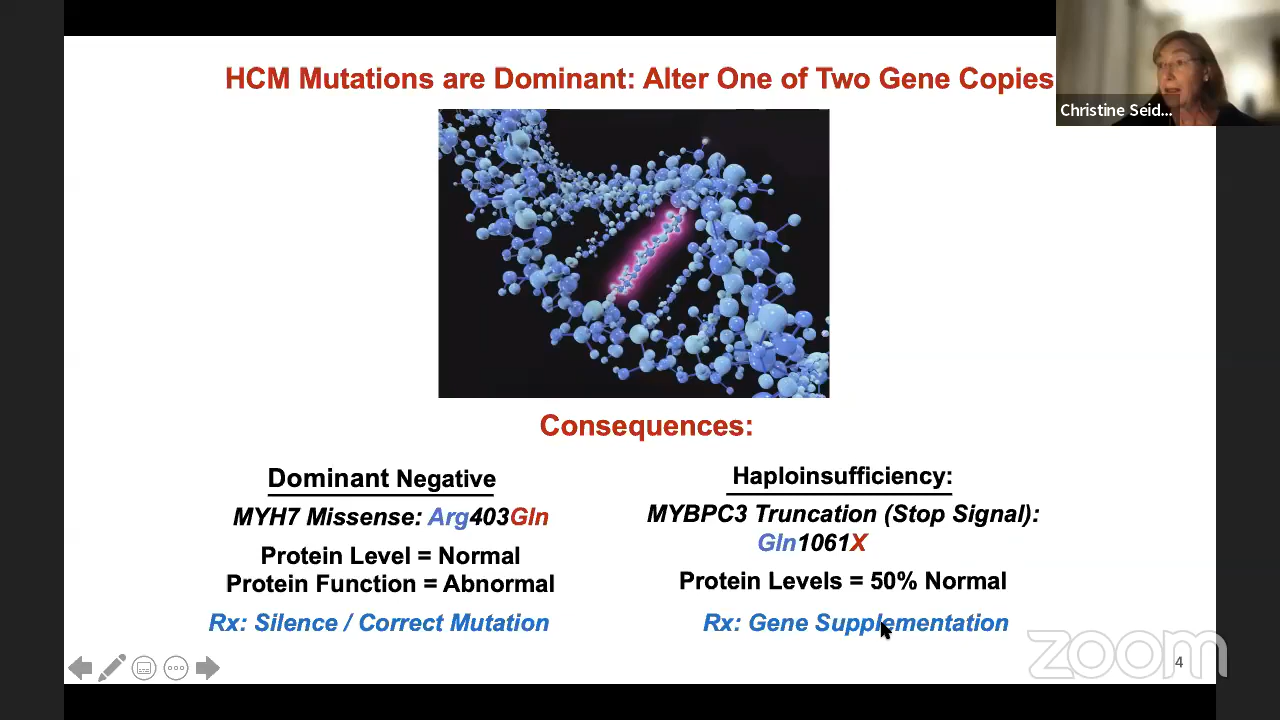 HCM Mutations are Dominant: Alter One of Two Gene Copies
Christine Seid...
Consequences:
Dominant Negative
MYH7 Missense: Arg403Gln
Protein Level = Normal
Protein Function = Abnormal
Rx: Silence / Correct Mutation
Haploinsufficiency:
MYBPC3 Truncation (Stop Signal):
Gln1061X
Protein Levels = 50% Normal
Rx: Gene Supplementation
zoom
4